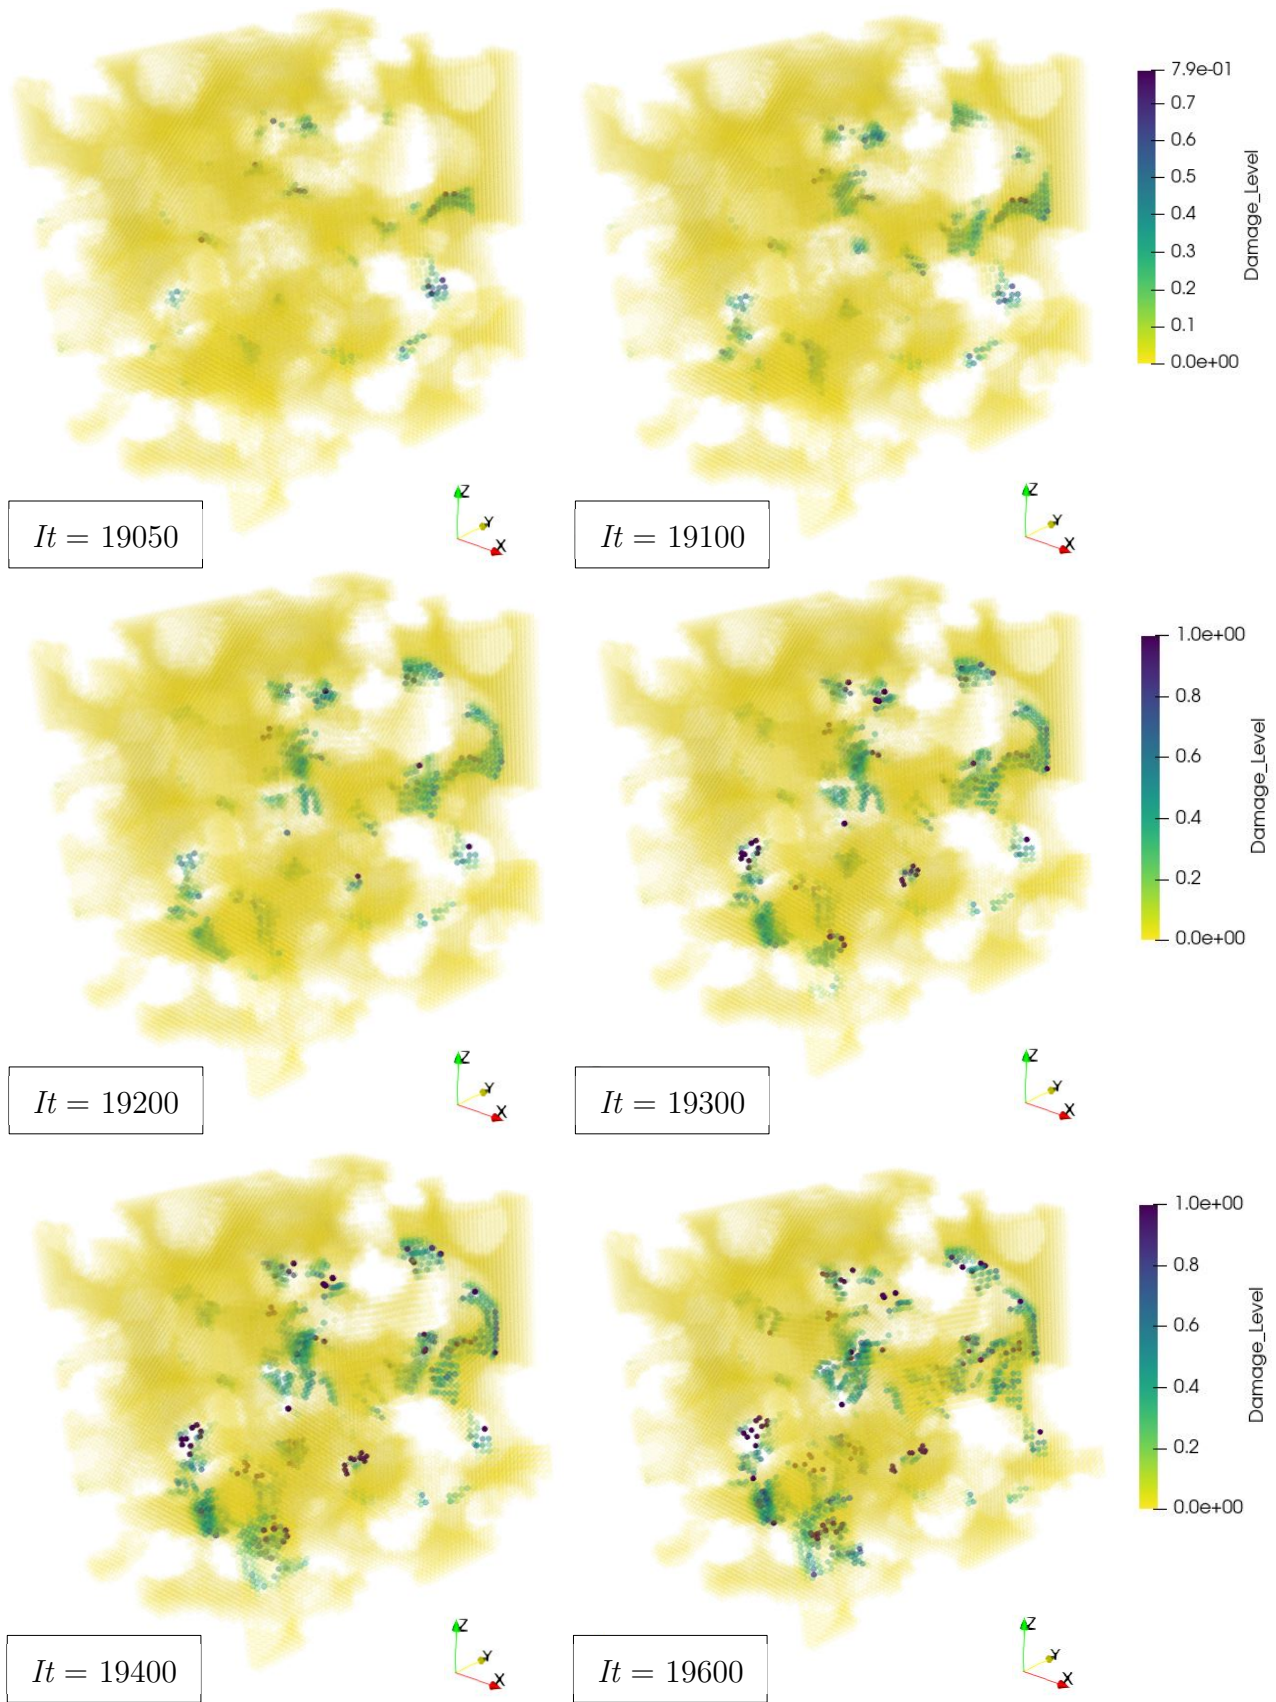 7.9e-01
0.7
0.6
0.5
0.4
0.3
0.2
0.1
0.0e+00
Damage_Level
Z
Y
X
It = 19050
Z
Y
X
It = 19100
1.0e+00
0.8
0.6
0.4
0.2
0.0e+00
Damage_Level
Z
Y
X
It = 19200
Z
Y
X
It = 19300
1.0e+00
0.8
0.6
0.4
0.2
0.0e+00
Damage_Level
Z
Y
X
It = 19400
Z
Y
X
It = 19600